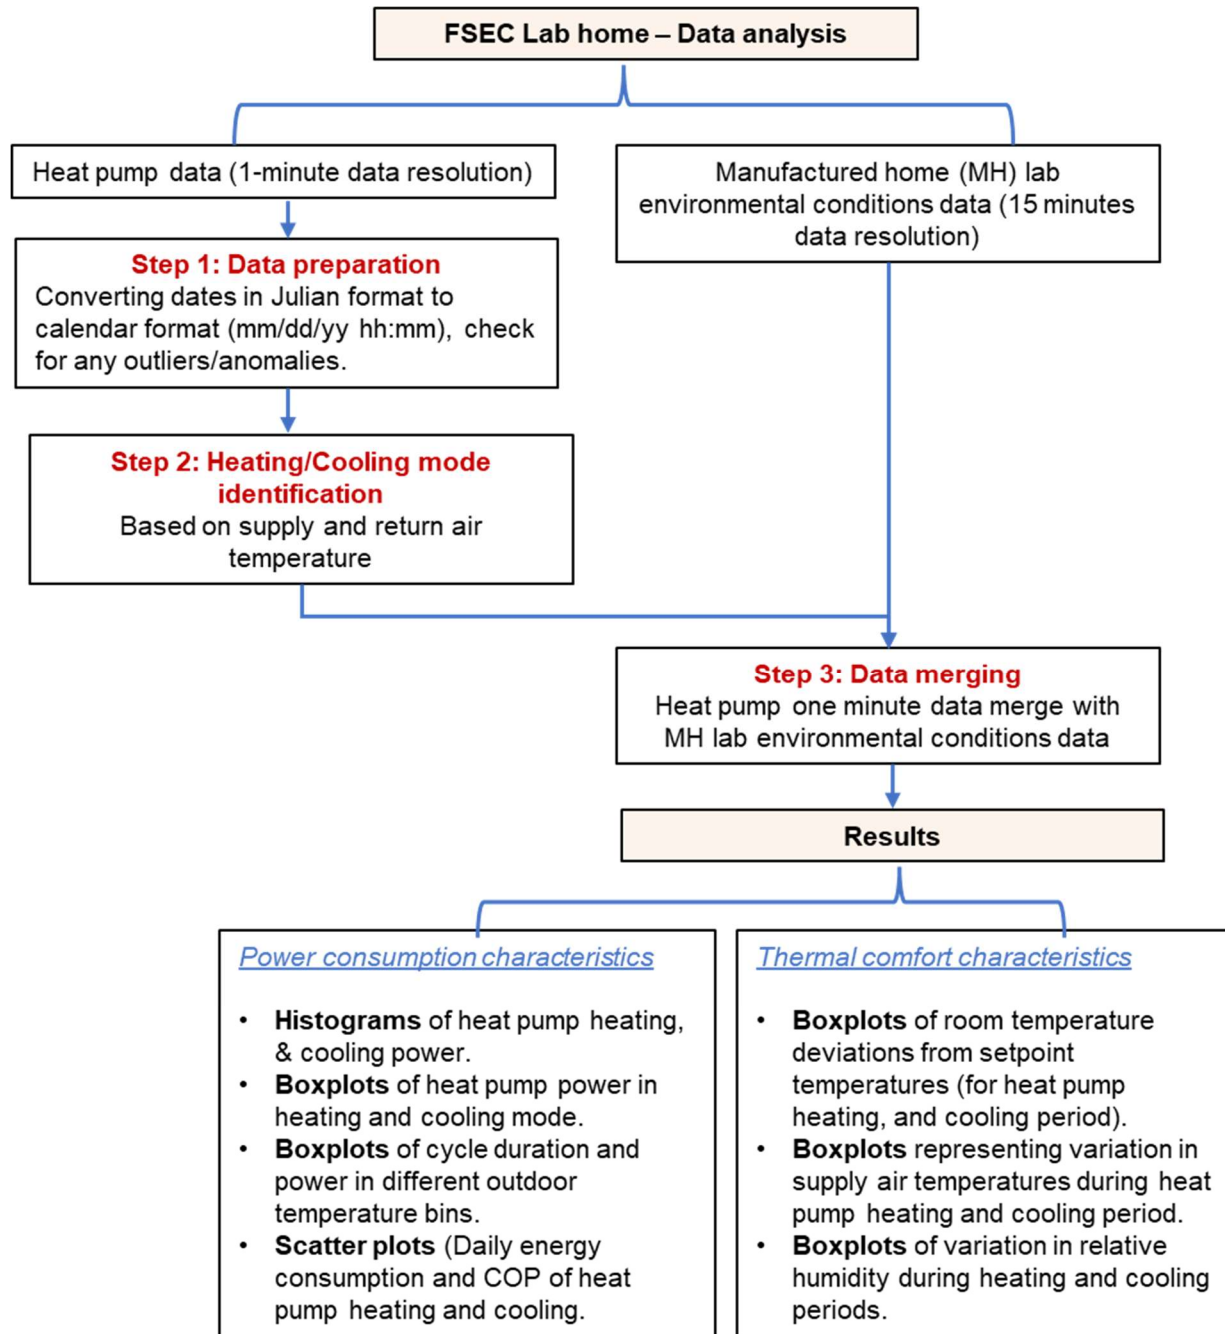 FSEC Lab home – Data analysis
Heat pump data (1-minute data resolution)
Manufactured home (MH) lab
environmental conditions data (15 minutes
data resolution)
Step 1: Data preparation
Converting dates in Julian format to
calendar format (mm/dd/yy hh:mm), check
for any outliers/anomalies.
Step 2: Heating/Cooling mode
identification
Based on supply and return air
temperature
Step 3: Data merging
Heat pump one minute data merge with
MH lab environmental conditions data
Results
Power consumption characteristics
• Histograms of heat pump heating,
& cooling power.
• Boxplots of heat pump power in
heating and cooling mode.
• Boxplots of cycle duration and
power in different outdoor
temperature bins.
• Scatter plots (Daily energy
consumption and COP of heat
pump heating and cooling.
Thermal comfort characteristics
• Boxplots of room temperature
deviations from setpoint
temperatures (for heat pump
heating, and cooling period).
• Boxplots representing variation in
supply air temperatures during heat
pump heating and cooling period.
• Boxplots of variation in relative
humidity during heating and cooling
periods.